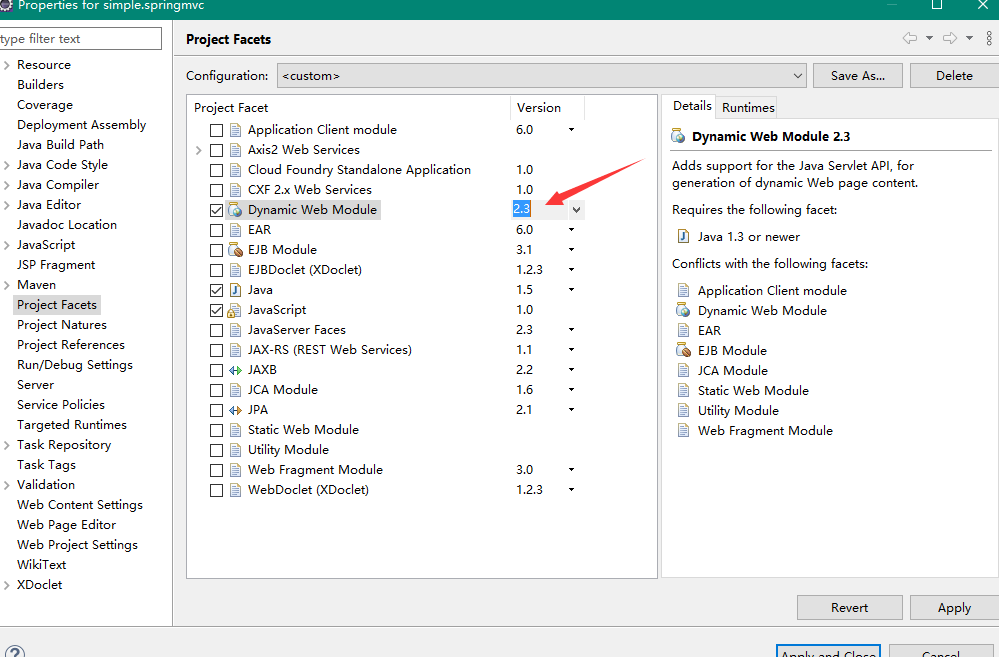 Properties for simple.springmvc
type filter text
Project Facets
Resource
Builders
Coverage
Deployment Assembly
Java Build Path
Java Code Style
Java Compiler
Java Editor
Javadoc Location
JavaScript
JSP Fragment
Maven
Project Facets
Project Natures
Project References
Run/Debug Settings
Server
Service Policies
Targeted Runtimes
Task Repository
Task Tags
Validation
Web Content Settings
Web Page Editor
Web Project Settings
WikiText
XDoclet
Configuration: <custom> Save As... Delete
Project Facet Version
Application Client module 6.0
Axis2 Web Services
Cloud Foundry Standalone Application 1.0
CXF 2.x Web Services 1.0
Dynamic Web Module 2.3
EAR 6.0
EJB Module 3.1
EJBDoclet (XDoclet) 1.2.3
Java 1.5
JavaScript 1.0
JavaServer Faces 2.3
JAX-RS (REST Web Services) 1.1
JAXB 2.2
JCA Module 1.6
JPA 2.1
Static Web Module
Utility Module
Web Fragment Module 3.0
WebDoclet (XDoclet) 1.2.3
Details Runtimes
Dynamic Web Module 2.3
Adds support for the Java Servlet API, for
generation of dynamic Web page content.
Requires the following facet:
Java 1.3 or newer
Conflicts with the following facets:
Application Client module
Dynamic Web Module
EAR
EJB Module
JCA Module
Static Web Module
Utility Module
Web Fragment Module
Revert Apply
Apply and Close Cancel